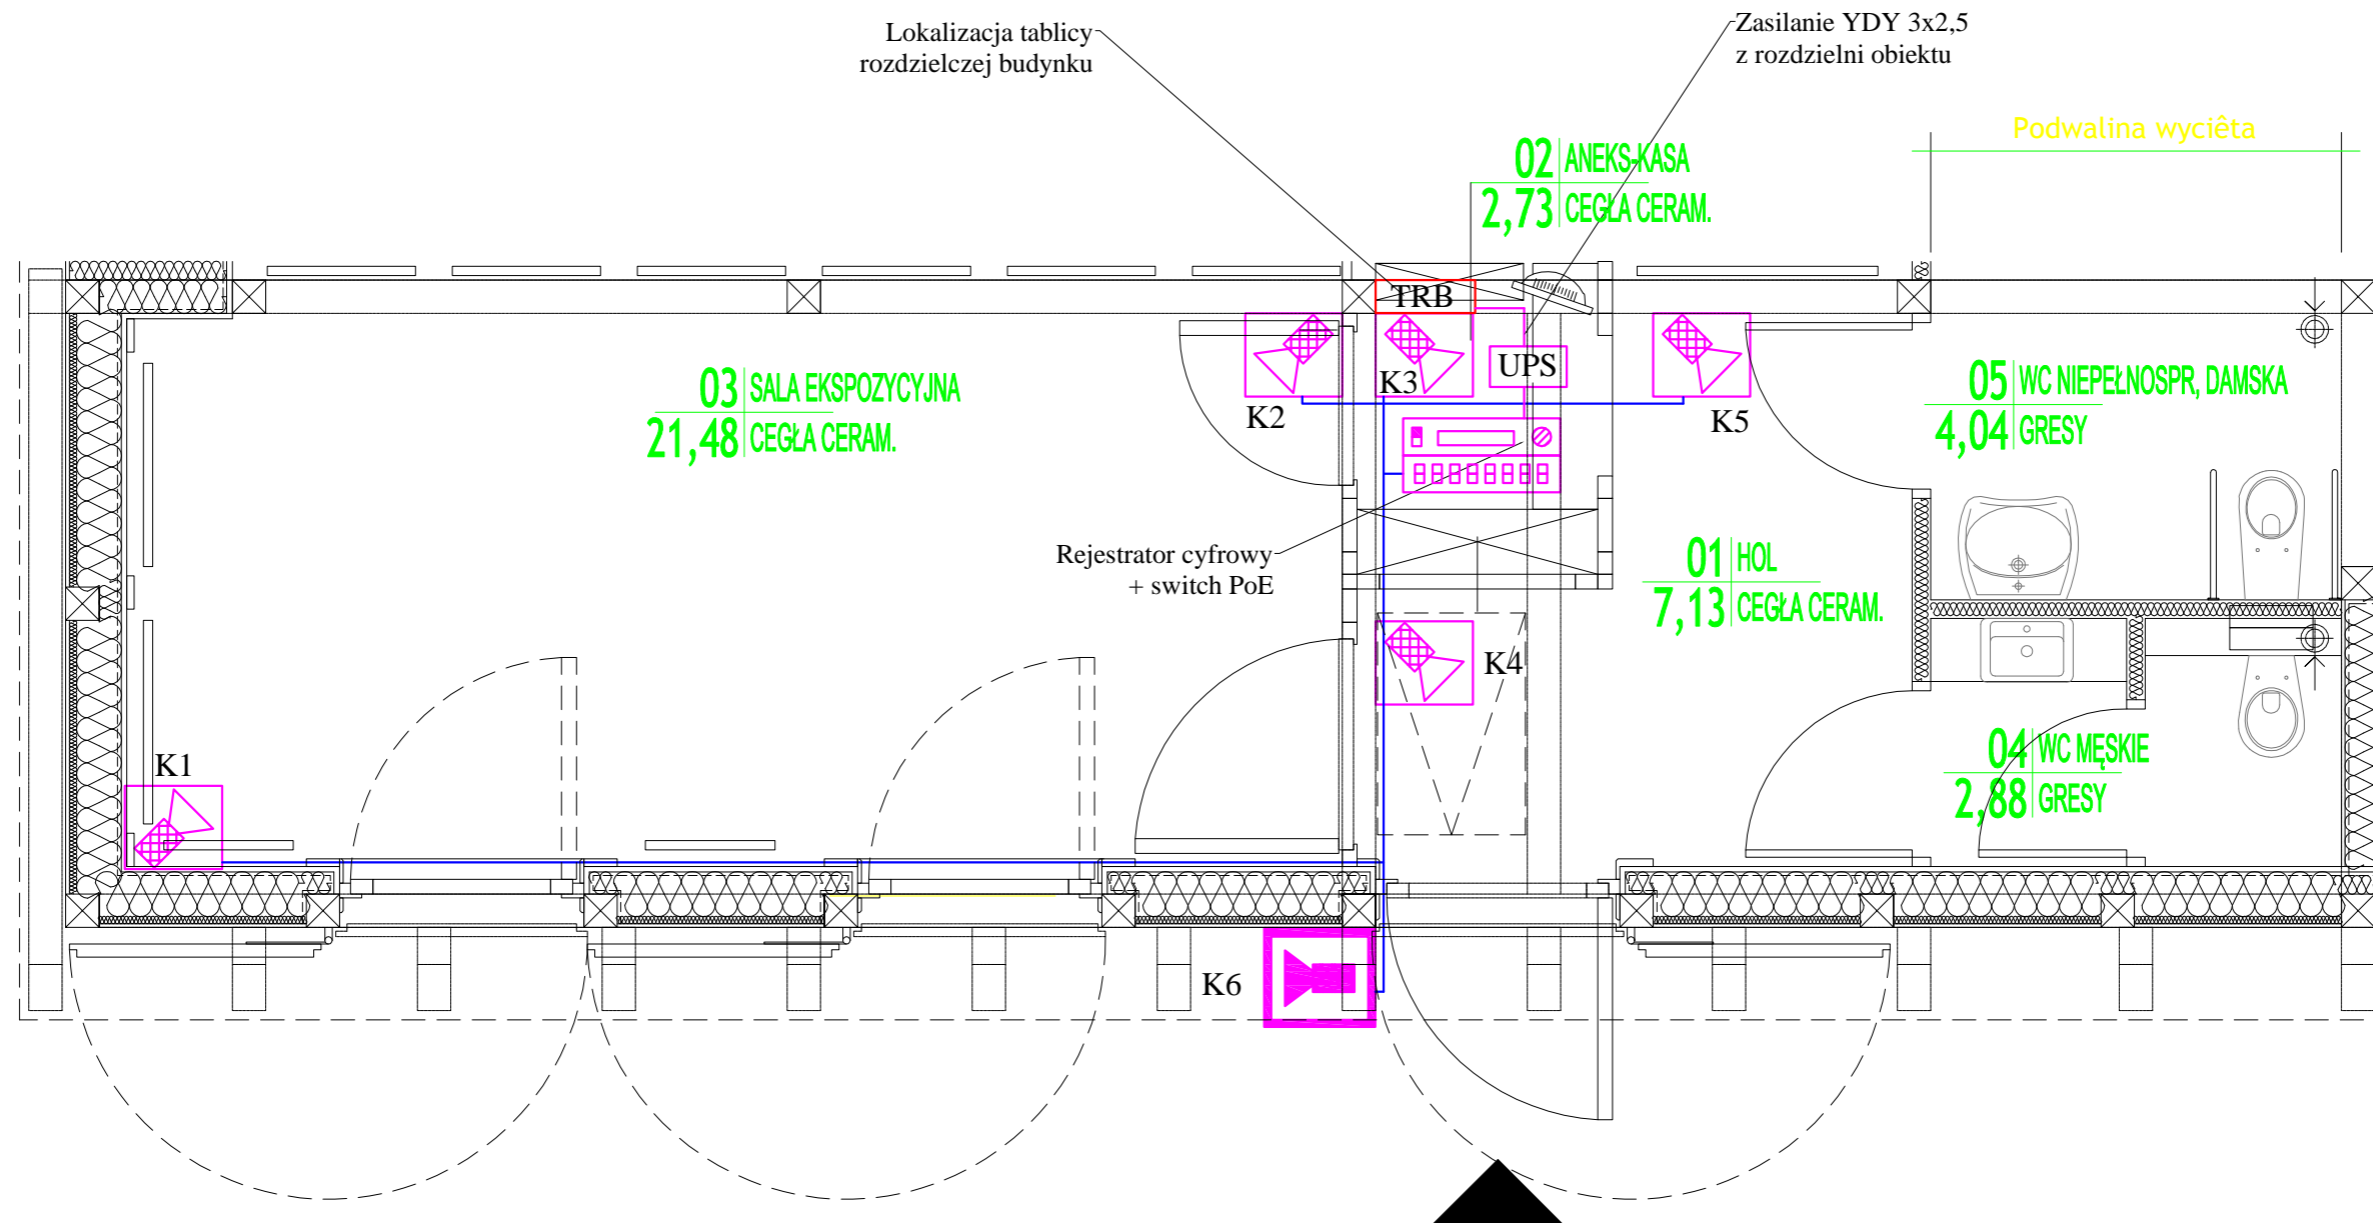 Lokalizacja tablicy
rozdzielczej budynku
Zasilanie YDY 3x2,5
z rozdzielni obiektu
Podwalina wyciêta
02 ANEKS-KASA
2,73 CEGŁA CERAM.
TRB
UPS
K3
K2
K5
03 SALA EKSPOZYCYJNA
21,48 CEGŁA CERAM.
05 WC NIEPEŁNOSPR, DAMSKA
4,04 GRESY
Rejestrator cyfrowy
+ switch PoE
01 HOL
7,13 CEGŁA CERAM.
K4
04 WC MĘSKIE
2,88 GRESY
K1
K6